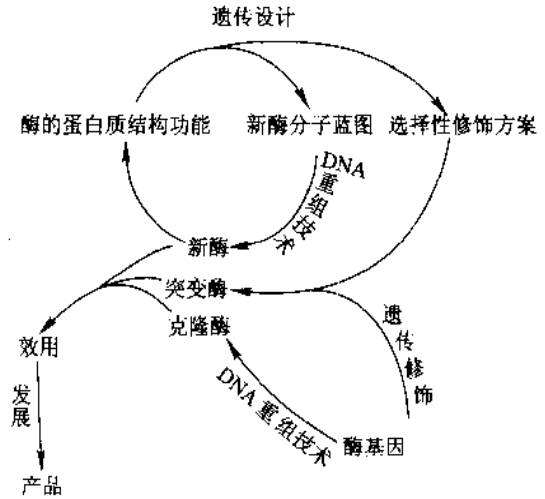 遗传设计
酶的蛋白质结构功能
新酶分子蓝图
选择性修饰方案
DNA重组技术
新酶
突变酶
克隆酶
遗传修饰
效用
DNA重组技术
发展
酶基因
产品